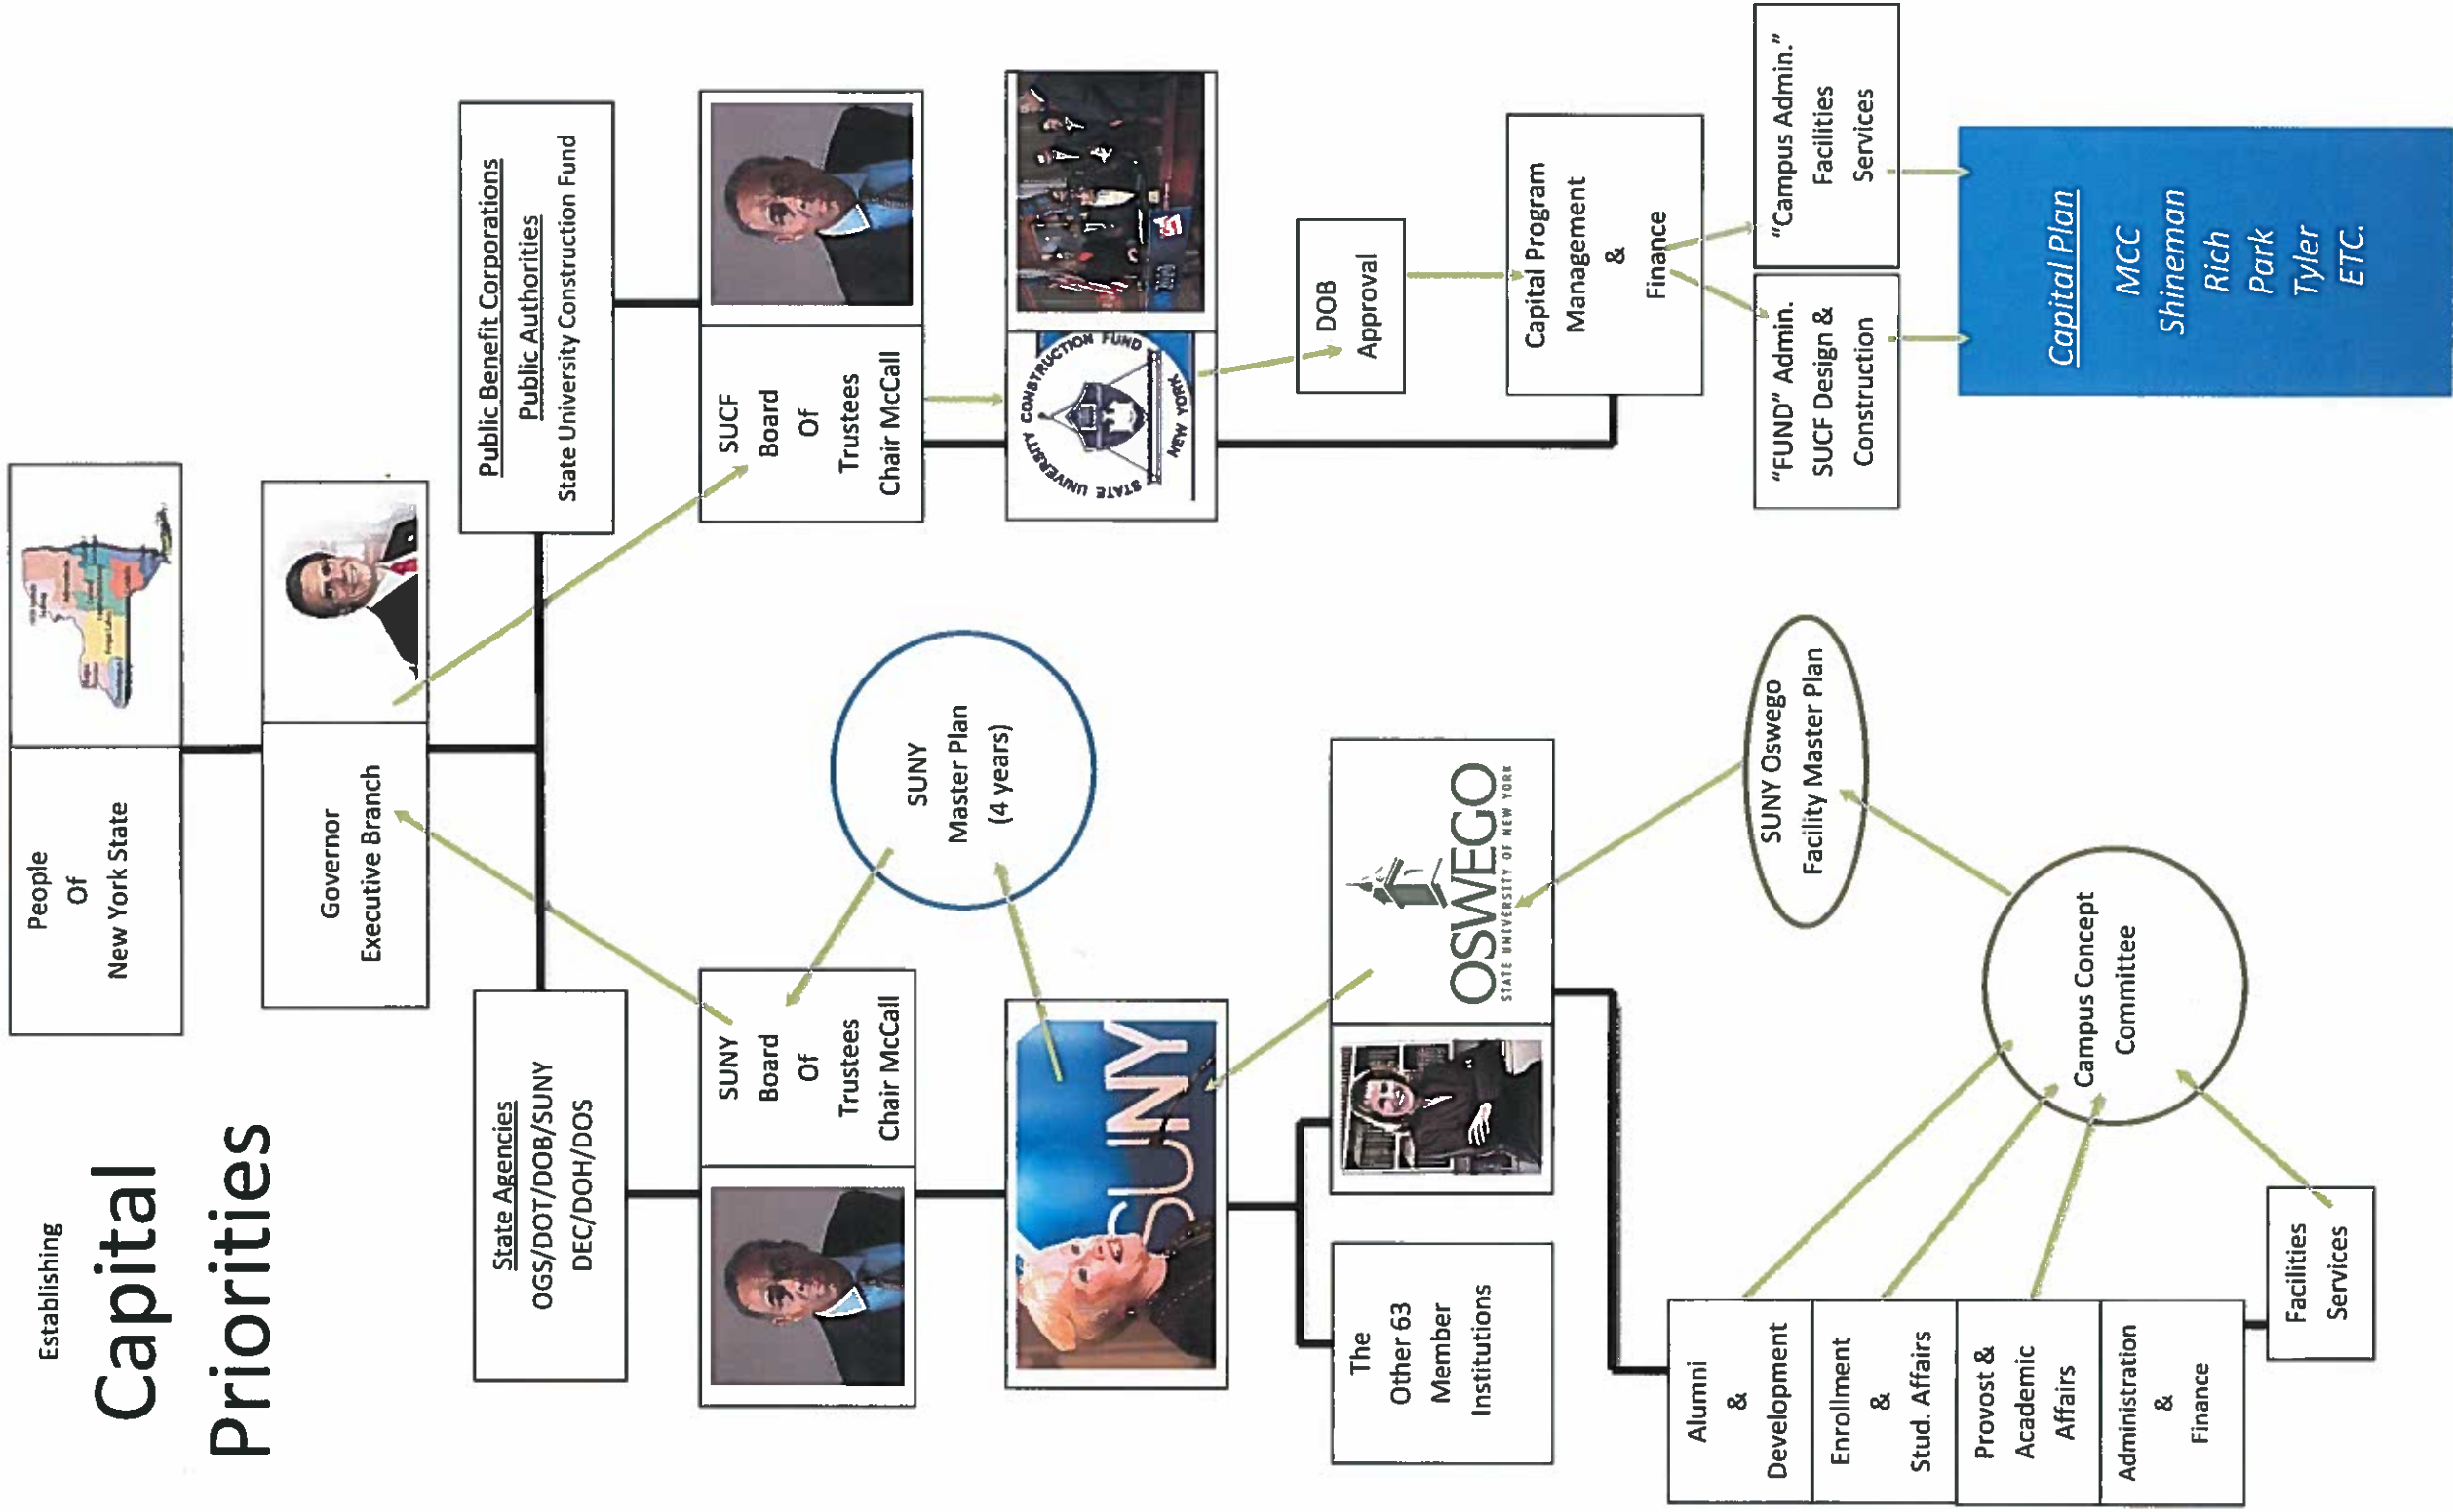 Establishing
Capital
Priorities
People
Of
New York State
Governor
Executive Branch
State Agencies
OGS/DOT/DOB/SUNY
DEC/DOH/DOS
Public Benefit Corporations
Public Authorities
State University Construction Fund
SUNY
Board
Of
Trustees
Chair McCall
SUNY
Master Plan
(4 years)
SUCF
Board
Of
Trustees
Chair McCall
SUNY
STATE UNIVERSITY CONSTRUCTION FUND
NEW YORK
The
Other 63
Member
Institutions
OSWEGO
STATE UNIVERSITY OF NEW YORK
DOB
Approval
Capital Program
Management
&
Finance
Alumni
&
Development
Enrollment
&
Stud. Affairs
Provost &
Academic
Affairs
Administration
&
Finance
Facilities
Services
Campus Concept
Committee
SUNY Oswego
Facility Master Plan
"FUND" Admin.
SUCF Design &
Construction
"Campus Admin."
Facilities
Services
Capital Plan
MCC
Shineman
Rich
Park
Tyler
ETC.